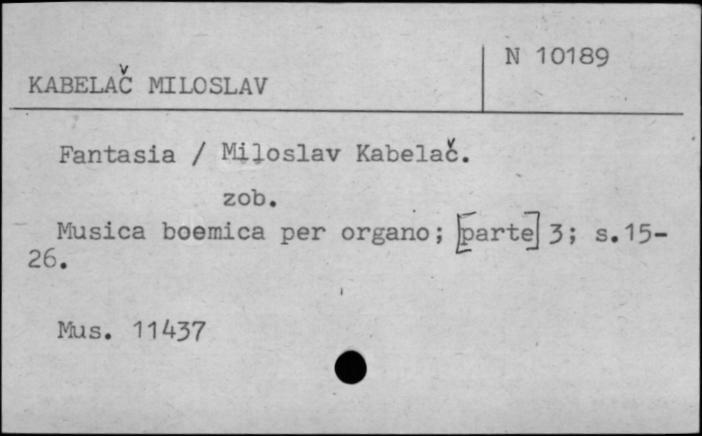 N 10189
KABELAČ MILOSLAV
Fantasia / Miloslav Kabelač.
zob.
Musica boemica per organo; [parte] 3; s.15-
26.
Mus. 11437